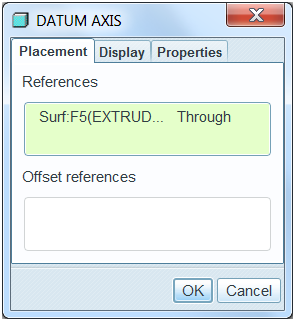 DATUM AXIS
Placement Display Properties
References
Surf:F5(EXTRUD... Through
Offset references
OK Cancel